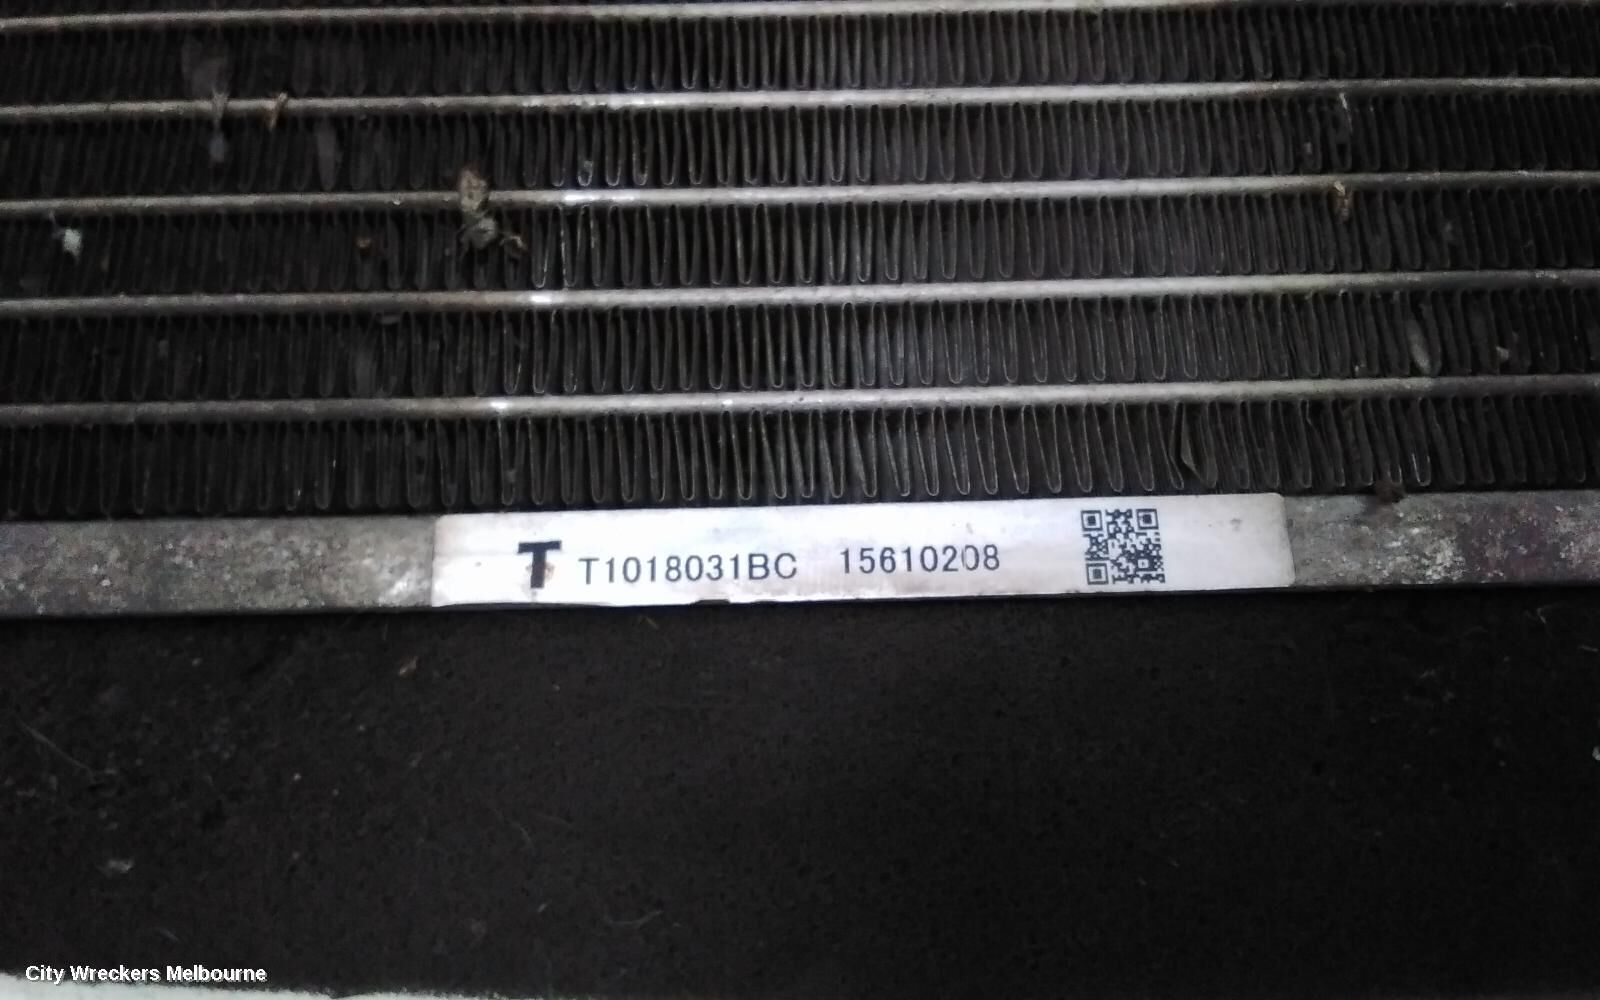 T T1018031BC 15610208
City Wreckers Melbourne